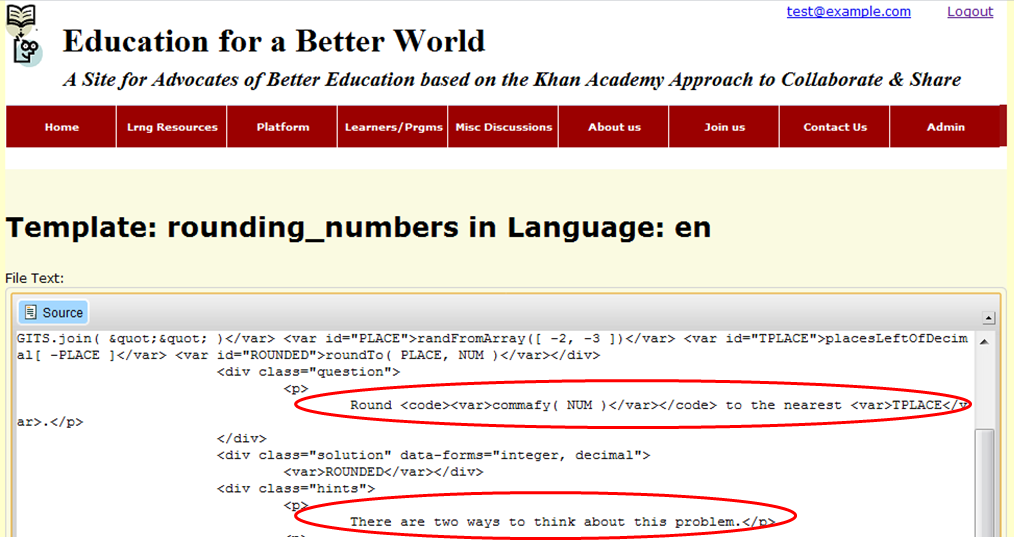 test@example.com Logout
Education for a Better World
A Site for Advocates of Better Education based on the Khan Academy Approach to Collaborate & Share
Home Lrng Resources Platform Learners/Prgms Misc Discussions About us Join us Contact Us Admin
Template: rounding_numbers in Language: en
File Text:
Source
GITS.join( &quot;&quot; )</var> <var id="PLACE">randFromArray([ -2, -3 ])</var> <var id="TPLACE">placesLeftOfDecim
al[ -PLACE ]</var> <var id="ROUNDED">roundTo( PLACE, NUM )</var></div>
<div class="question">
<p>
Round <code><var>commafy( NUM )</var></code> to the nearest <var>TPLACE</v
ar>.</p>
</div>
<div class="solution" data-forms="integer, decimal">
<var>ROUNDED</var></div>
<div class="hints">
<p>
There are two ways to think about this problem.</p>